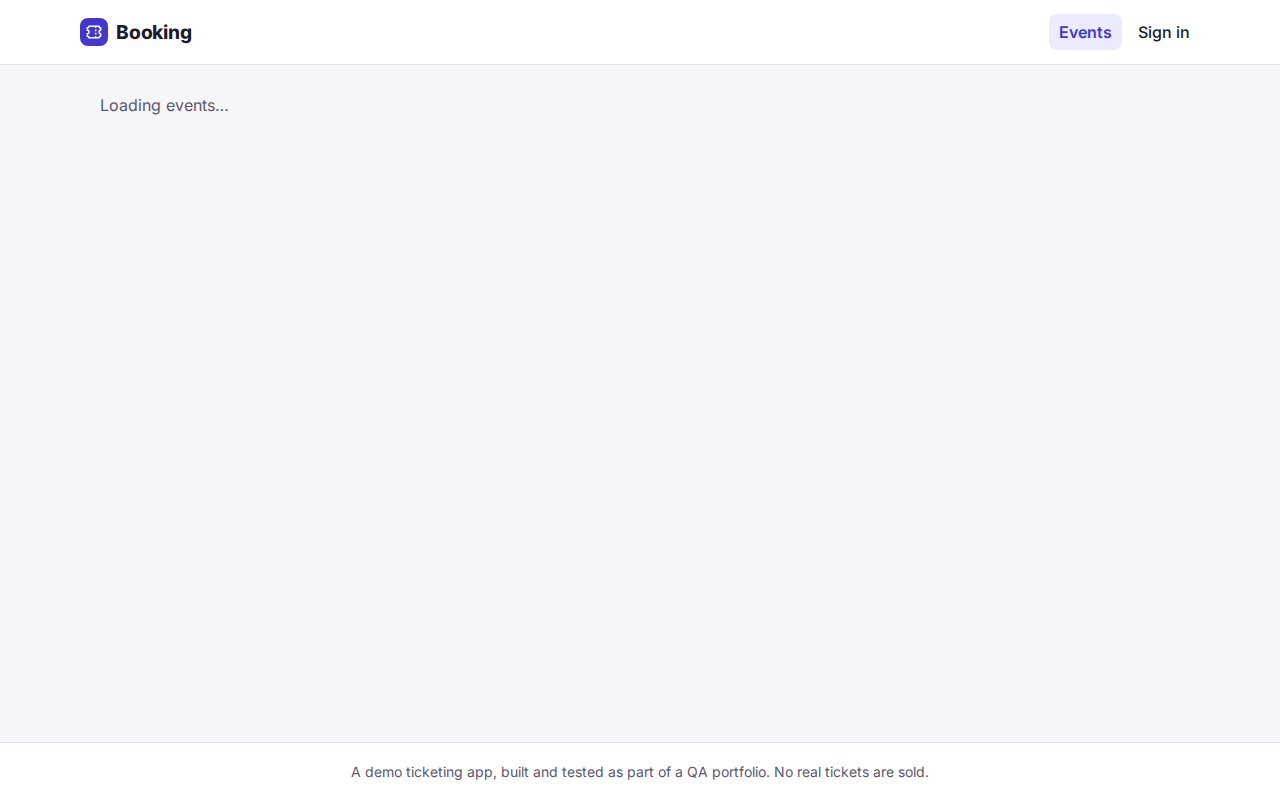 Booking
Events
Sign in
Loading events...
A demo ticketing app, built and tested as part of a QA portfolio. No real tickets are sold.